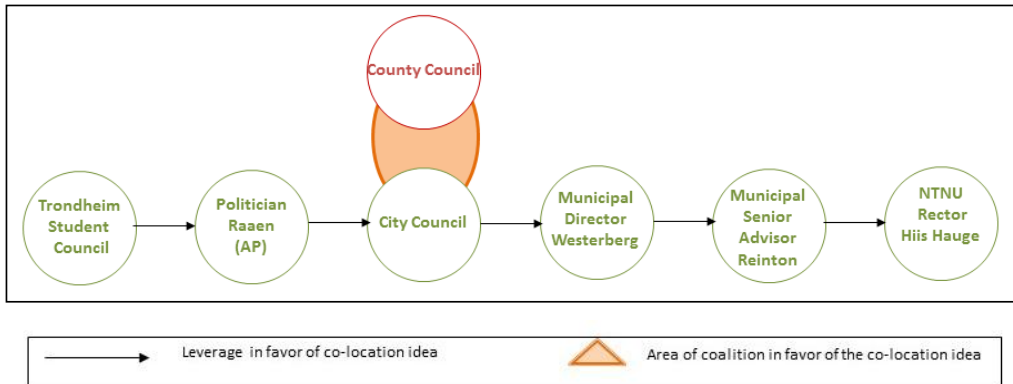 County Council
Trondheim
Student
Council
Politician
Raaen
(AP)
City Council
Municipal
Director
Westerberg
Municipal
Senior
Advisor
Reinton
NTNU
Rector
Hiis Hauge
Leverage in favor of co-location idea
Area of coalition in favor of the co-location idea